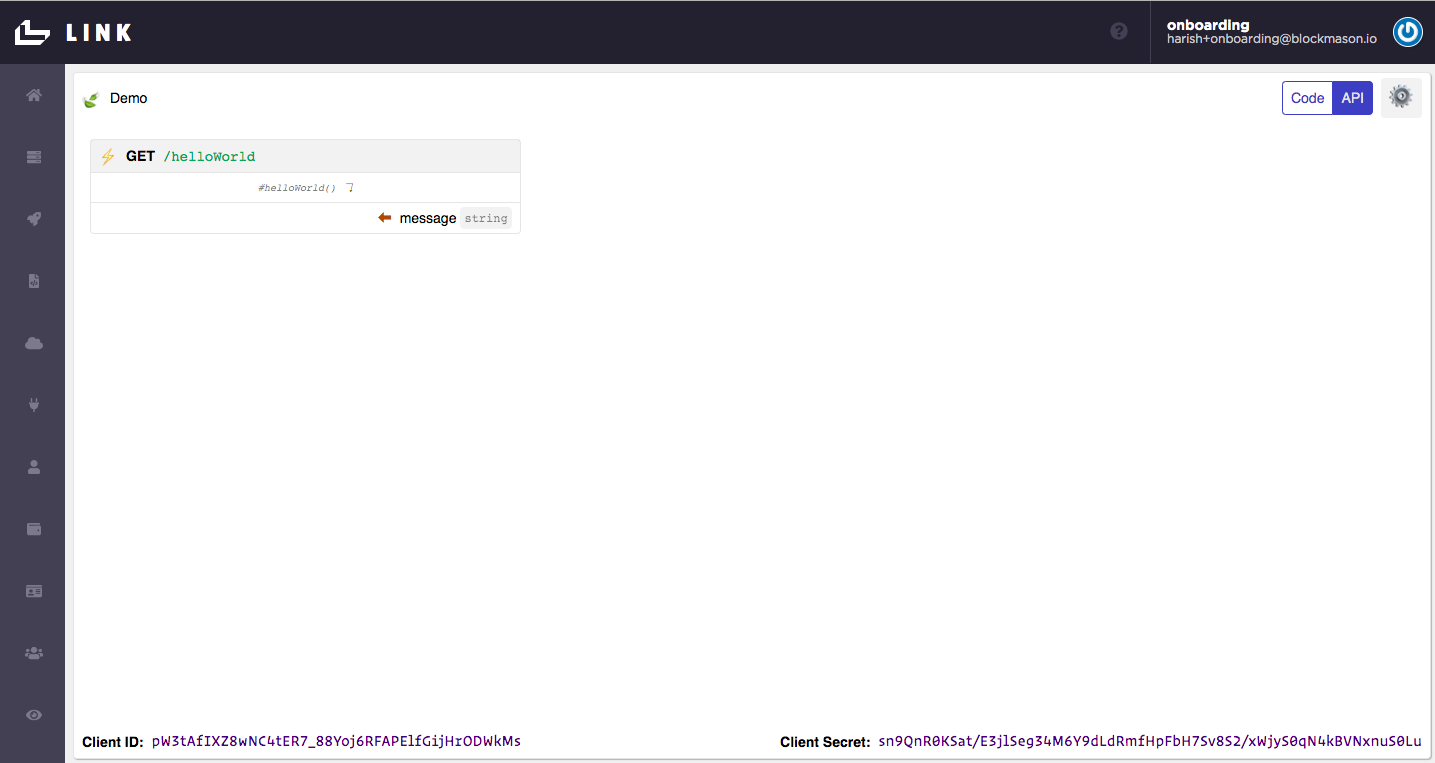 LINK
onboarding
harish+onboarding@blockmason.io
Demo
Code API
GET /helloWorld
#helloWorld()
message string
Client ID: pW3tAfIXZ8wNC4tER7_88Yoj6RFAPElfGijHrODWkMs
Client Secret: sn9QnR0KSat/E3jlSeg34M6Y9dLdRmfHpFbH7Sv8S2/xWjyS0qN4kBVNxnuS0Lu